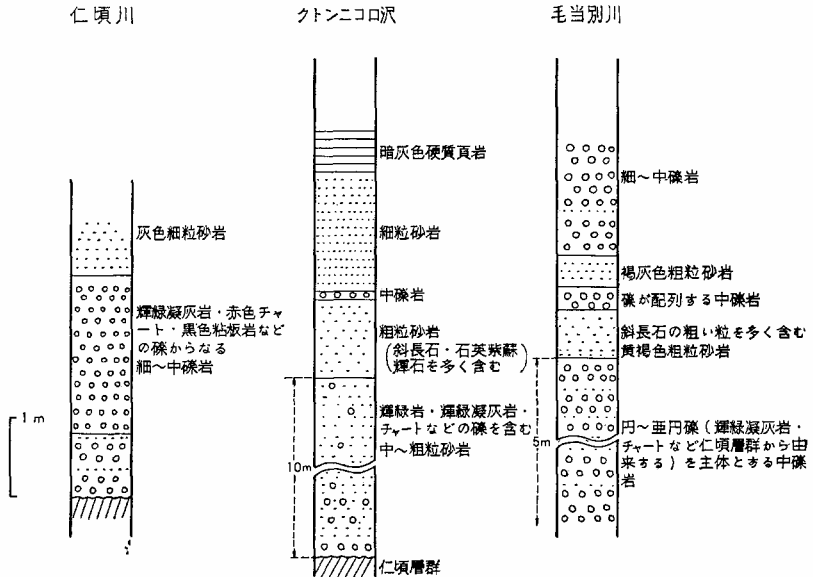 仁頃川
クトンニコロ沢
毛当別川
灰色細粒砂岩
輝緑凝灰岩・赤色チャ
ート・黒色粘板岩など
の礫からなる
細～中礫岩
1m
暗灰色硬質頁岩
細粒砂岩
中礫岩
粗粒砂岩
(斜長石・石英紫蘇
輝石を多く含む)
輝緑岩・輝緑凝灰岩・
チャートなどの礫を含む
中～粗粒砂岩
10m
仁頃層群
細～中礫岩
褐灰色粗粒砂岩
礫が配列する中礫岩
斜長石の粗い粒を多く含む
黄褐色粗粒砂岩
5m
円～亜円礫(輝緑凝灰岩・
チャートなど仁頃層群から由
来する)を主体とする中礫
岩